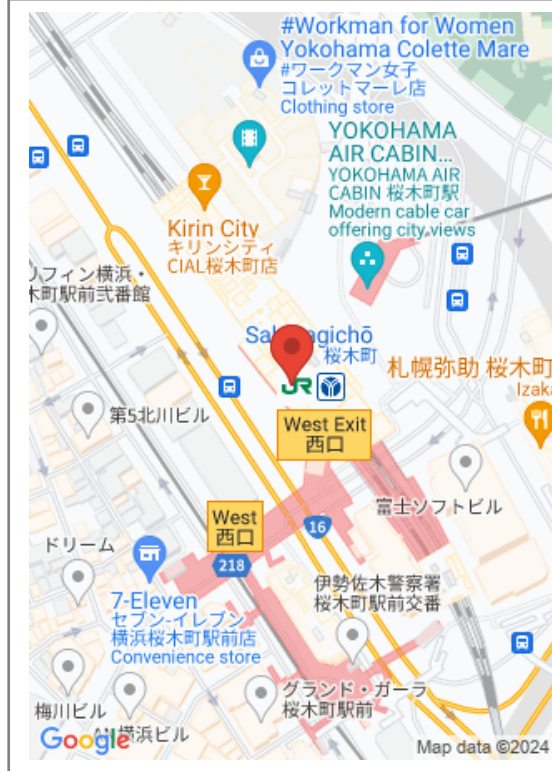 #Workman for Women
Yokohama Colette Mare
#ワークマン女子
コレットマーレ店
Clothing store
YOKOHAMA
AIR CABIN...
YOKOHAMA AIR
CABIN 桜木町駅
Modern cable car
offering city views
Kirin City
キリンシティ
CIAL桜木町店
リフィン横浜・
木町駅前弐番館
桜木町
JR
札幌弥助 桜木町
Izaka
第5北川ビル
West Exit
西口
富士ソフトビル
West
西口
16
ドリーム
218
伊勢佐木警察署
桜木町駅前交番
7-Eleven
セブン-イレブン
横浜桜木町駅前店
Convenience store
グランド・ガーラ
桜木町駅前
梅川ビル
横浜ビル
Google
Map data ©2024